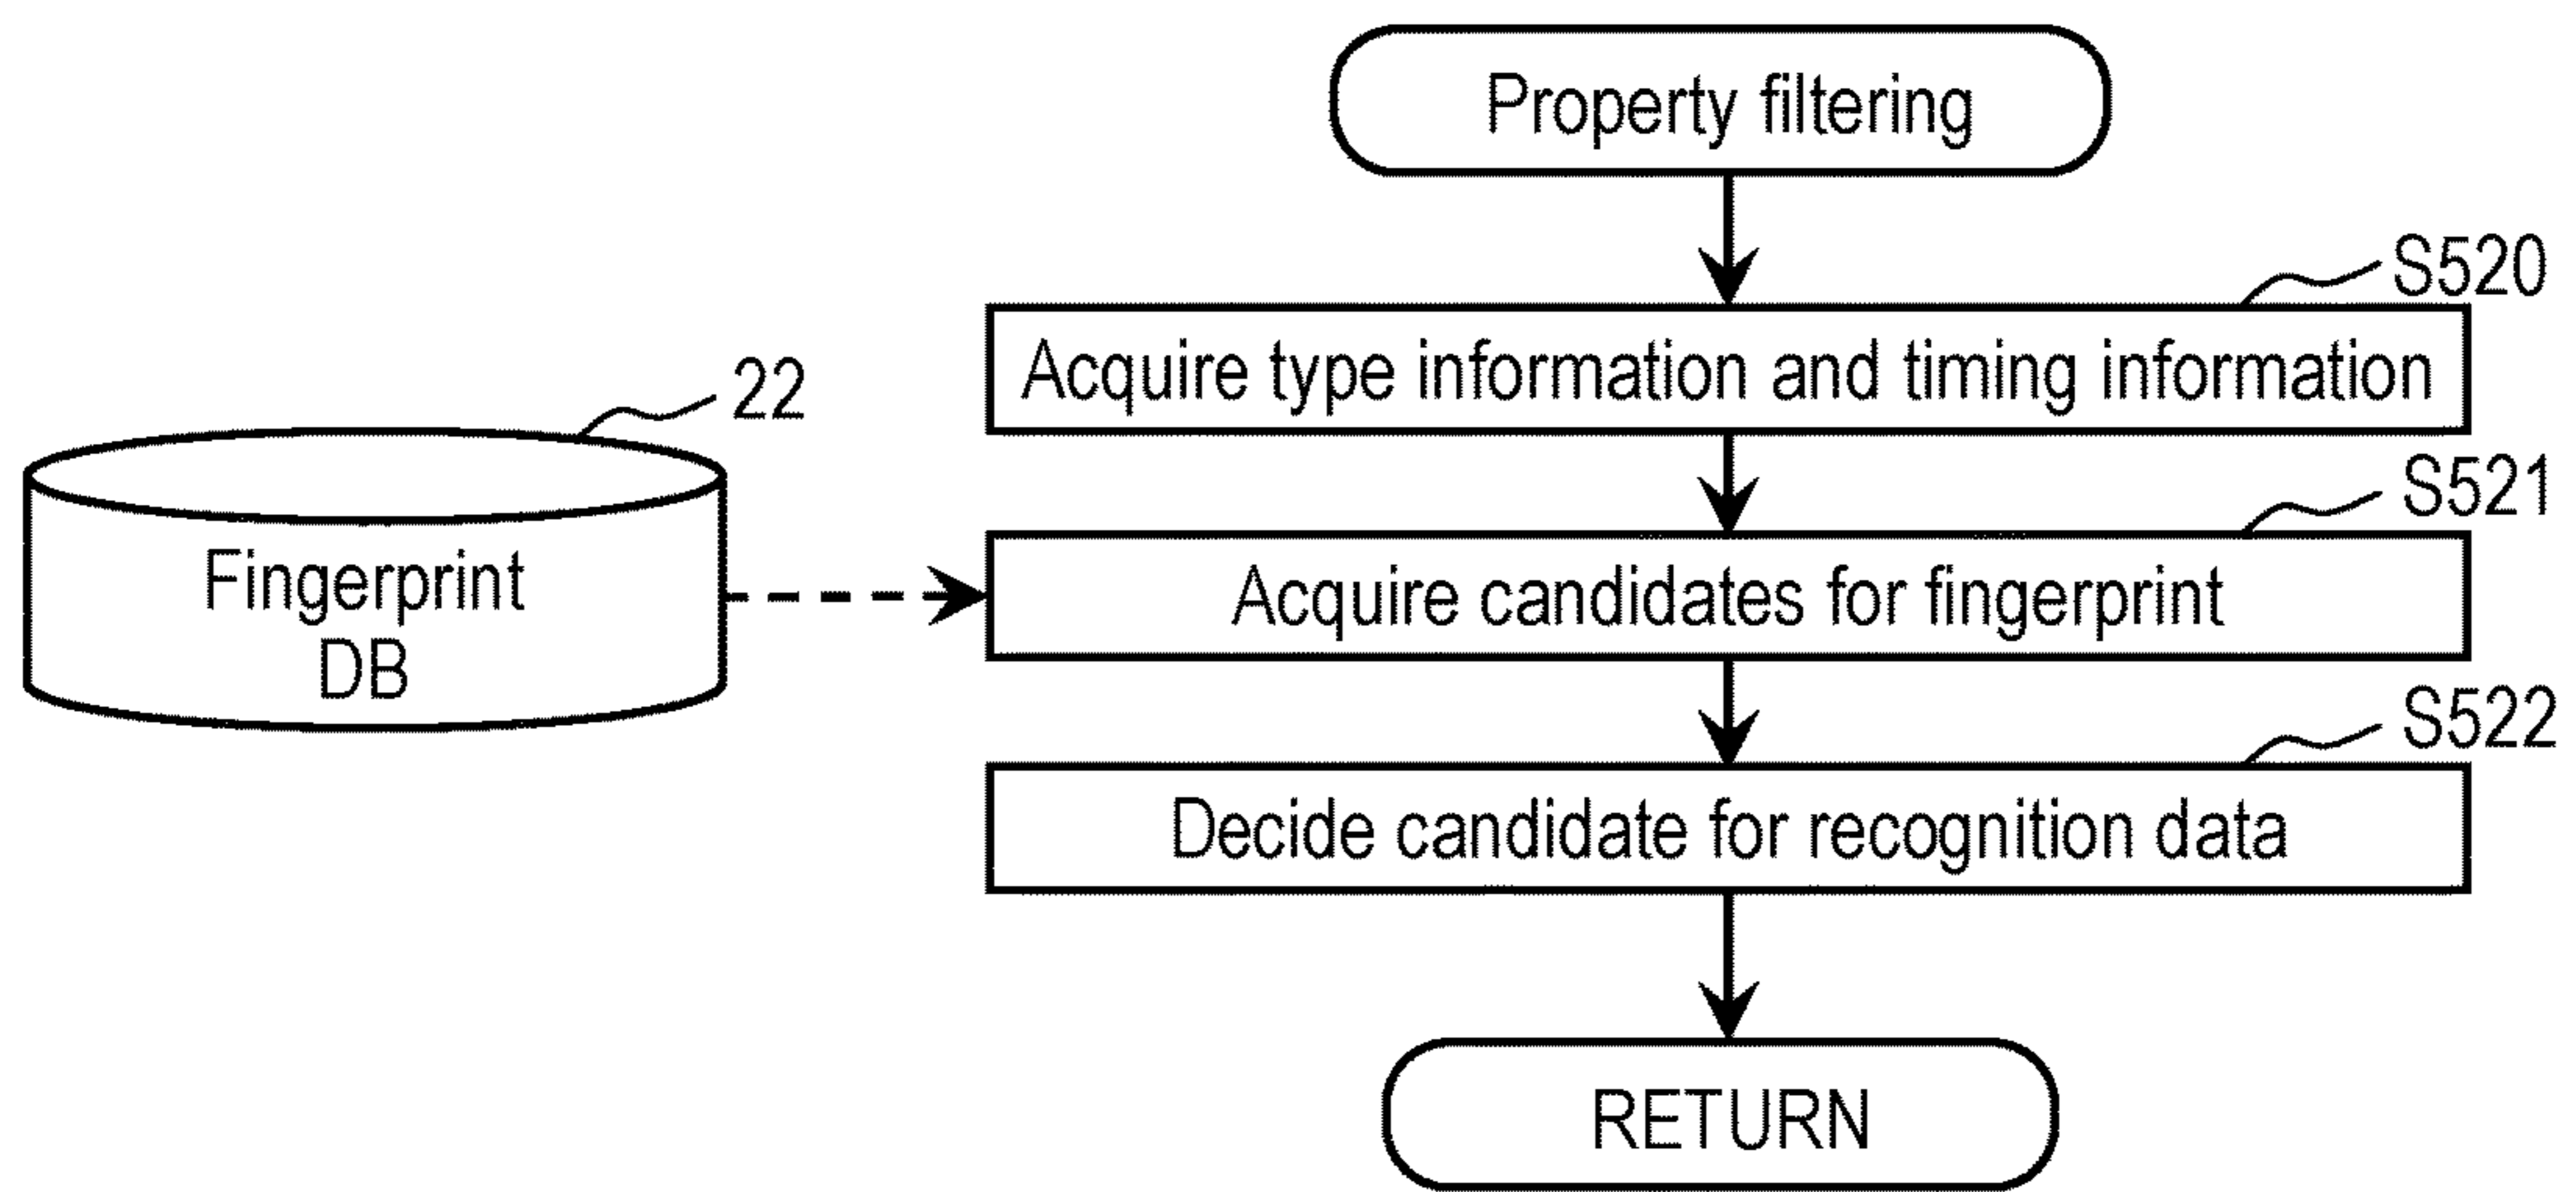 Property filtering
S520
Acquire type information and timing information
22
S521
Fingerprint
DB
Acquire candidates for fingerprint
S522
Decide candidate for recognition data
RETURN